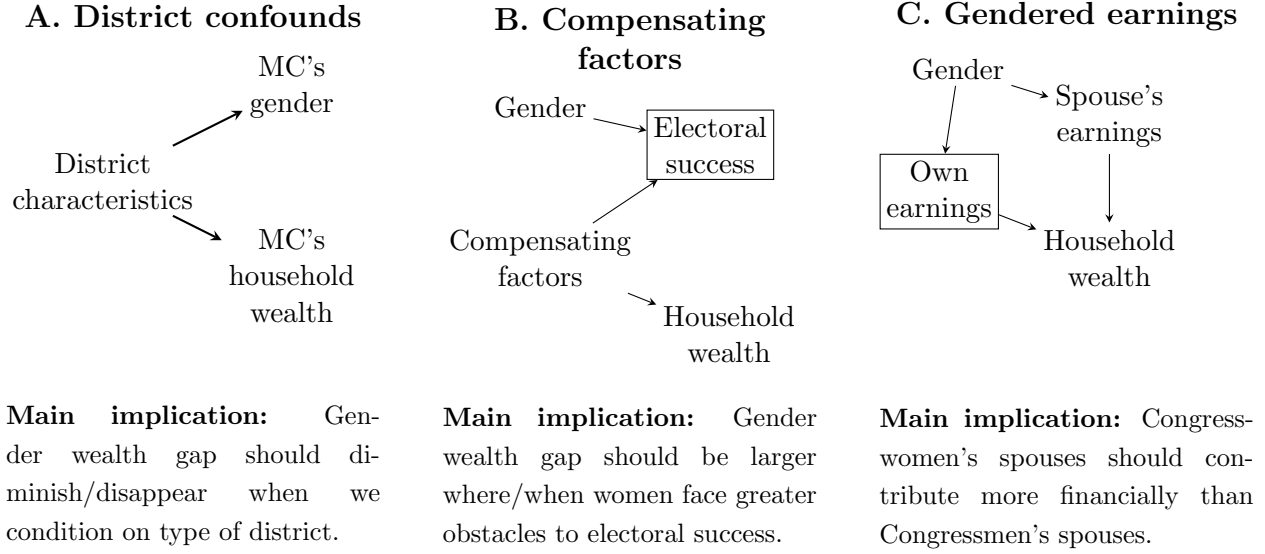 A. District confounds
MC's
gender
District
characteristics
MC's
household
wealth
Main implication: Gen-
der wealth gap should di-
minish/disappear when we
condition on type of district.
B. Compensating
factors
Gender
Electoral
success
Compensating
factors
Household
wealth
Main implication: Gender
wealth gap should be larger
where/when women face greater
obstacles to electoral success.
C. Gendered earnings
Gender
Spouse's
earnings
Own
earnings
Household
wealth
Main implication: Congress-
women's spouses should con-
tribute more financially than
Congressmen's spouses.